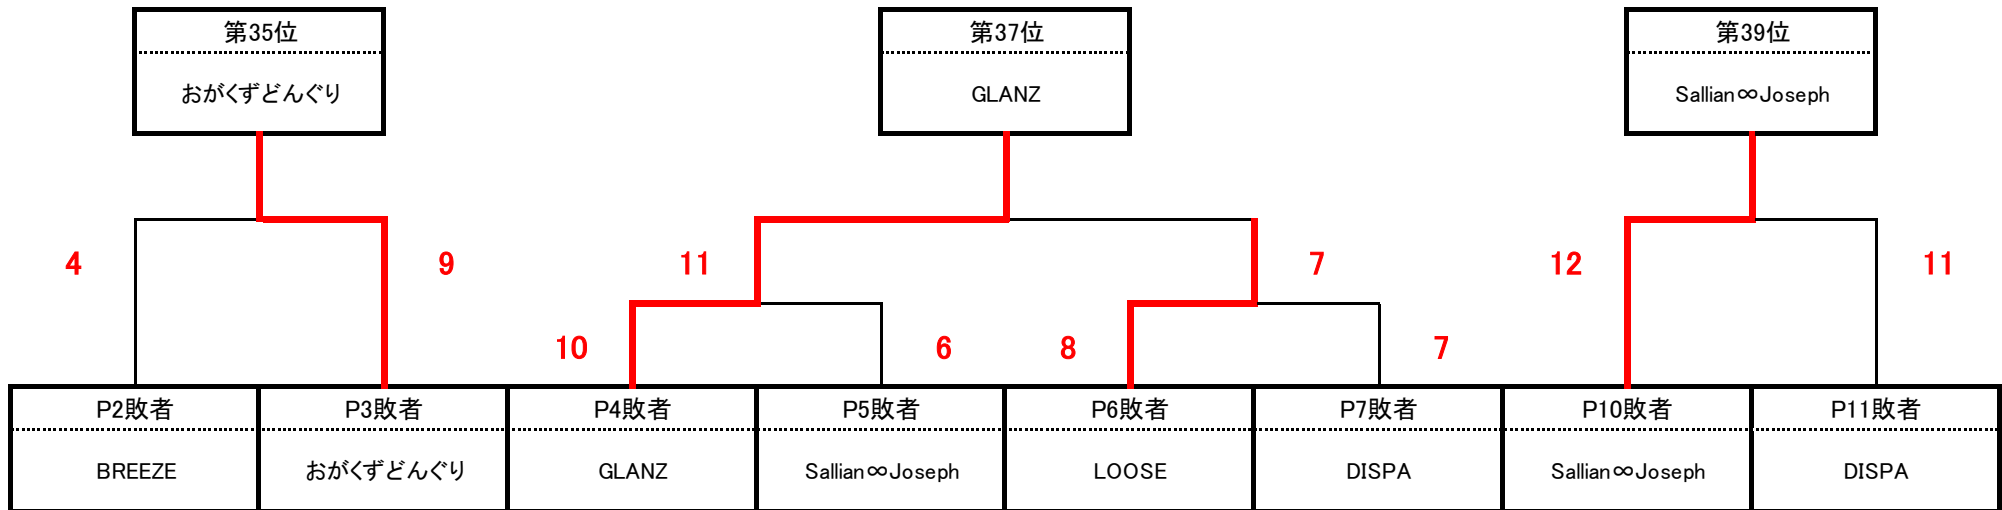 第35位
第37位
第39位
おがくずどんぐり
GLANZ
Sallian∞Joseph
4
9
11
7
12
11
10
6
8
7
P2敗者
P3敗者
P4敗者
P5敗者
P6敗者
P7敗者
P10敗者
P11敗者
BREEZE
おがくずどんぐり
GLANZ
Sallian∞Joseph
LOOSE
DISPA
Sallian∞Joseph
DISPA